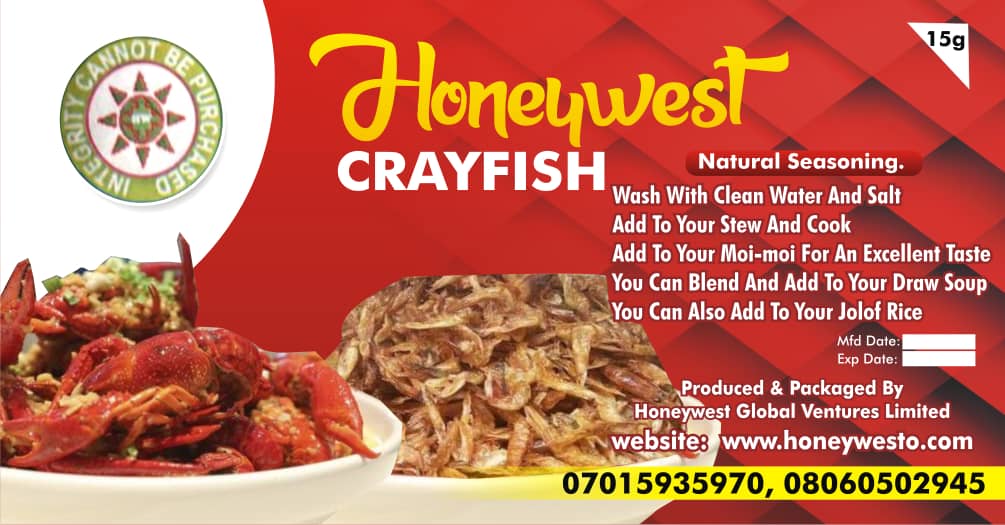 INTEGRITY CANNOT BE PURCHASED
HW
15g
Honeywest
CRAYFISH
Natural Seasoning.
Wash With Clean Water And Salt
Add To Your Stew And Cook
Add To Your Moi-moi For An Excellent Taste
You Can Blend And Add To Your Draw Soup
You Can Also Add To Your Jolof Rice
Mfd Date:
Exp Date:
Produced & Packaged By
Honeywest Global Ventures Limited
website: www.honeywesto.com
07015935970, 08060502945